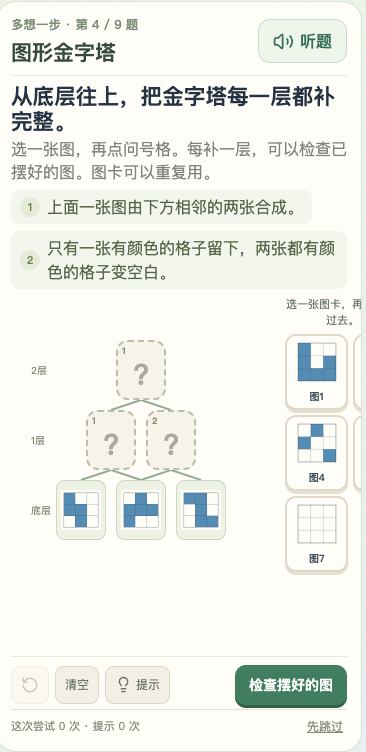 多想一步 · 第 4 / 9 题
图形金字塔
听题
从底层往上，把金字塔每一层都补
完整。
选一张图，再点问号格。每补一层，可以检查已
摆好的图。图卡可以重复用。
1 上面一张图由下方相邻的两张合成。
2 只有一张有颜色的格子留下，两张都有颜
色的格子变空白。
选一张图卡，再
过去。
2层
1
?
图1
1层
1
?
2
?
图4
底层
图7
清空
提示
检查摆好的图
这次尝试 0 次 · 提示 0 次
先跳过